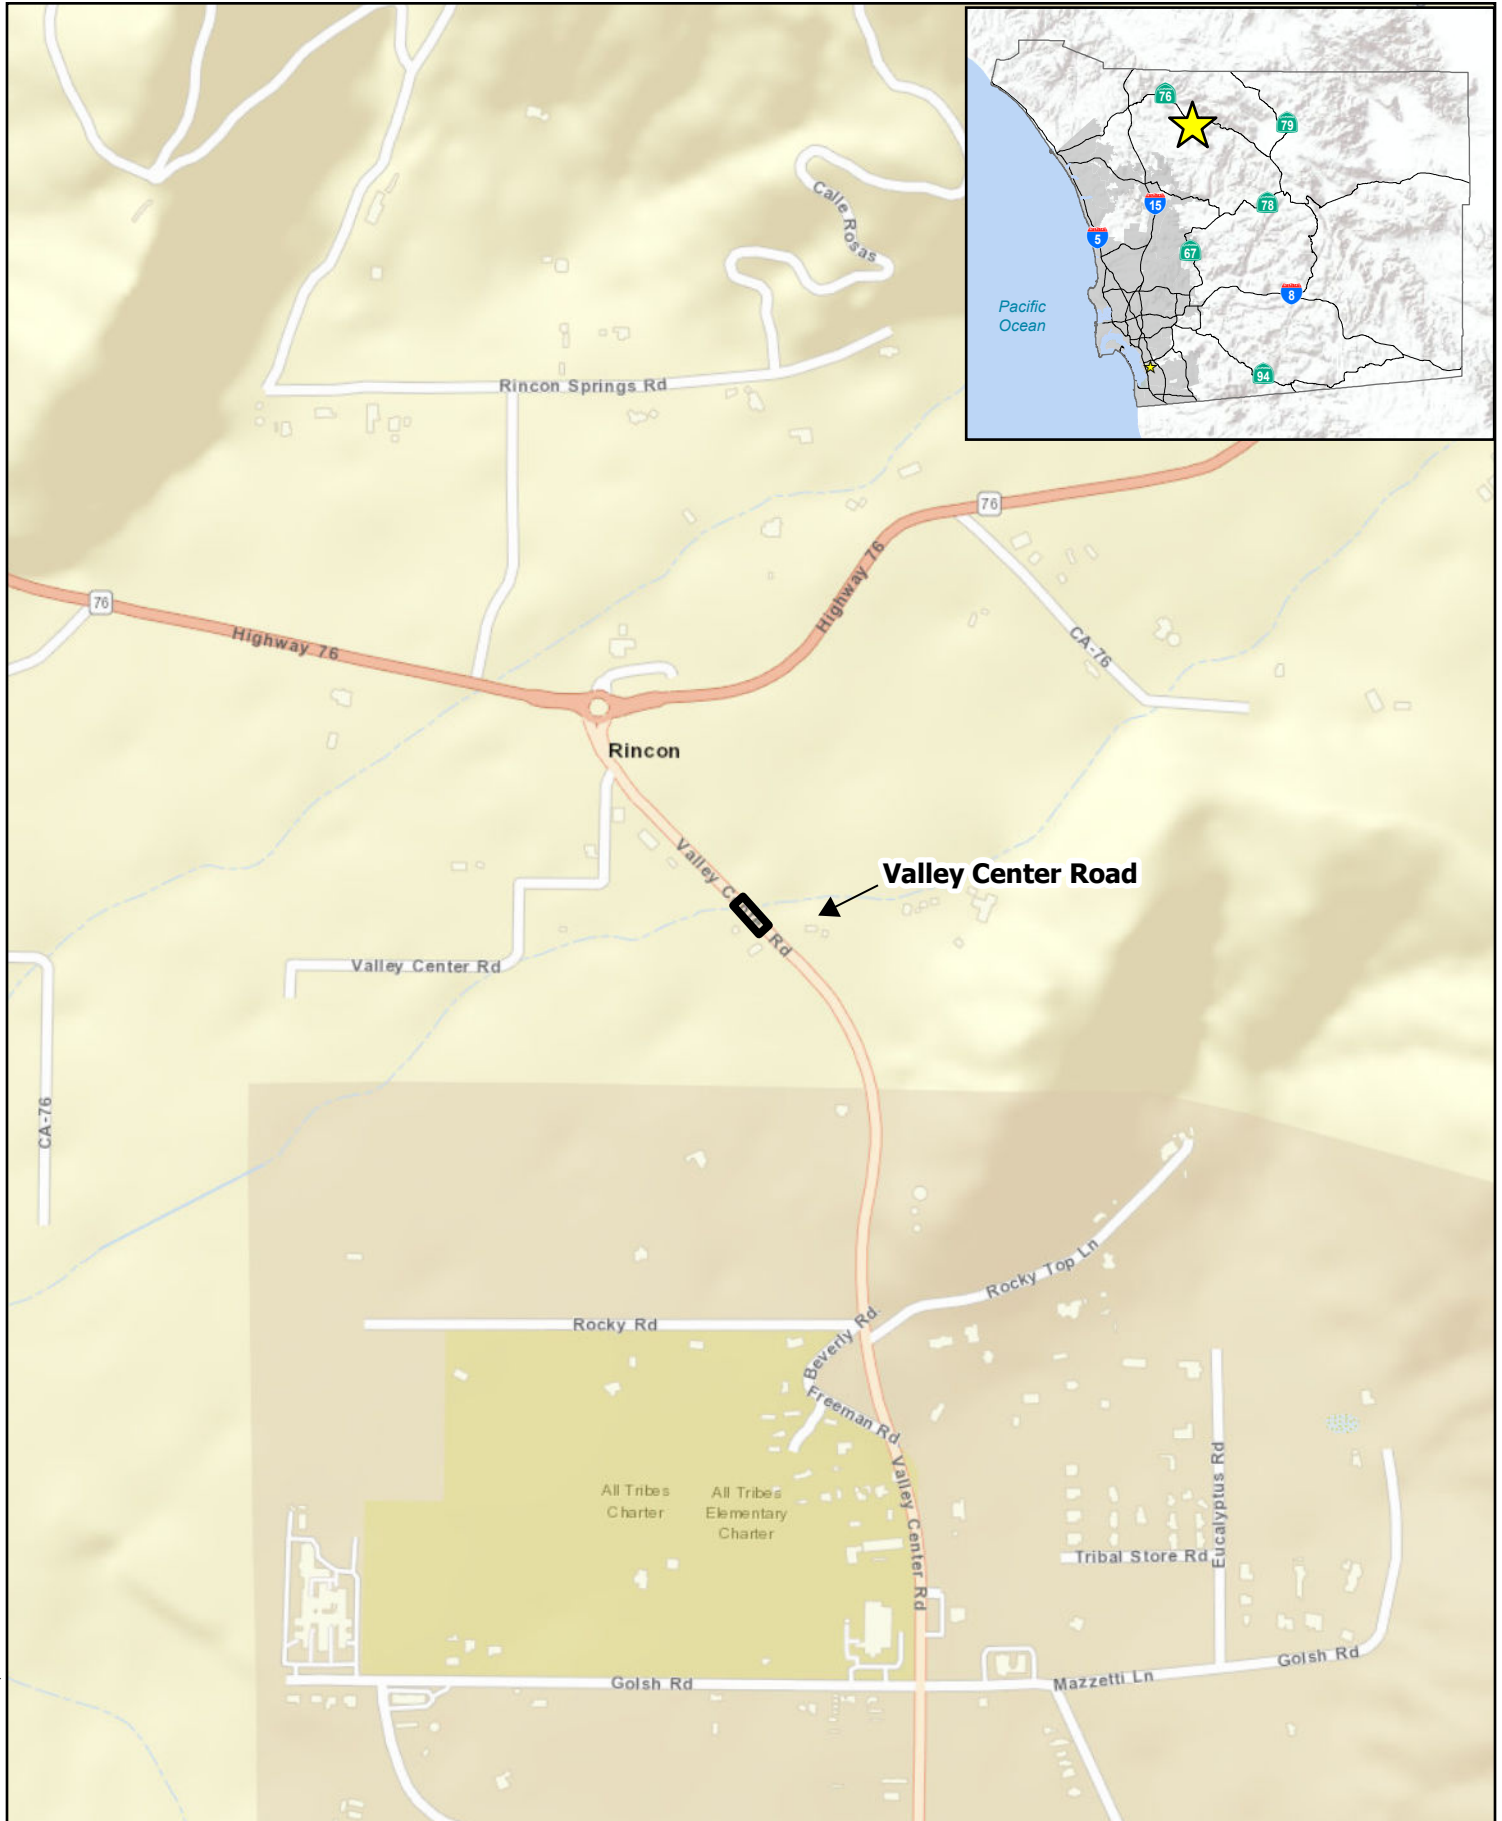 76
79
15
78
5
67
8
Pacific
Ocean
94
Calle Rosas
Rincon Springs Rd
76
Highway 76
76
Highway 76
CA-76
Rincon
Valley Center Road
Valley C
Rd
Valley Center Rd
CA-76
Rocky Top Ln
Rocky Rd
Beverly Rd.
Freeman Rd
Valley Center Rd
All Tribes
Charter
All Tribes
Elementary
Charter
Eucalyptus Rd
Tribal Store Rd
Golsh Rd
Mazzetti Ln
Golsh Rd